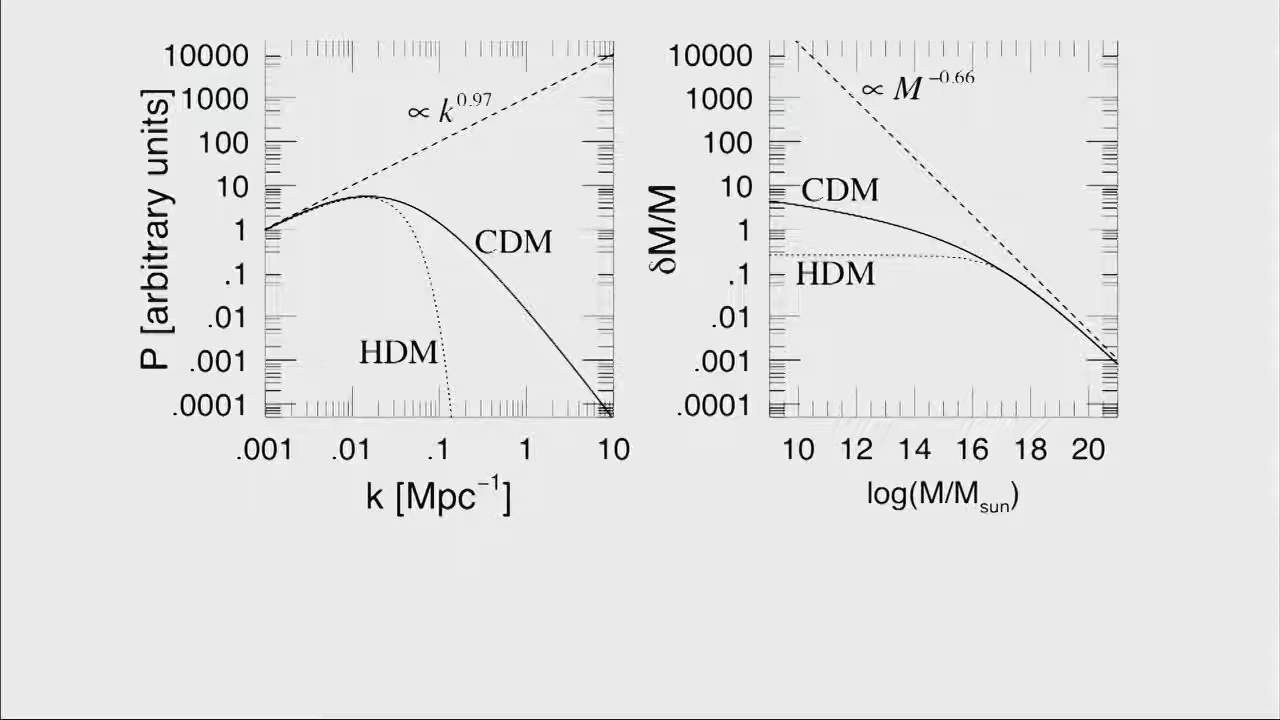 10000
1000
100
10
1
.1
.01
.001
.0001
P [arbitrary units]
∝ k^0.97
CDM
HDM
.001 .01 .1 1 10
k [Mpc⁻¹]
10000
1000
100
10
1
.1
.01
.001
.0001
δM/M
∝ M^−0.66
CDM
HDM
10 12 14 16 18 20
log(M/M_sun)